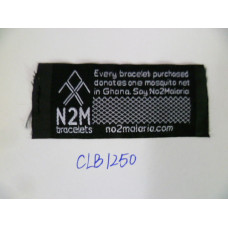 Every bracelet purchased
donates one mosquito net
in Ghana. Say No2Malaria
N2M
bracelets
no2malaria.com
CLB1250